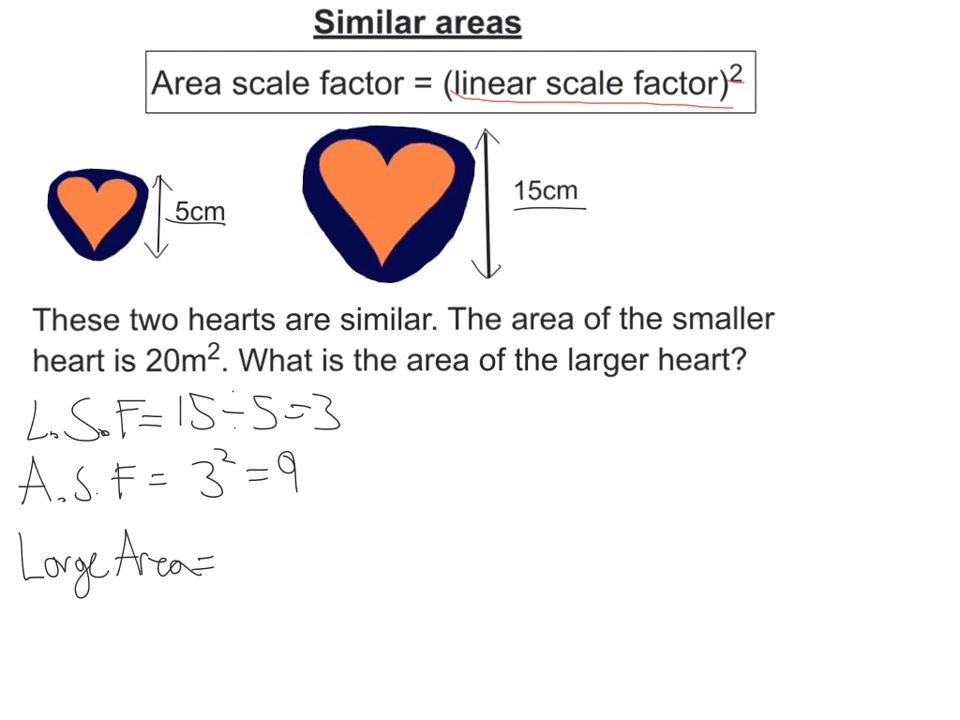 Similar areas
Area scale factor = (linear scale factor)²
5cm
15cm
These two hearts are similar. The area of the smaller
heart is 20m². What is the area of the larger heart?
L.S.F = 15 ÷ 5 = 3
A.S.F = 3² = 9
Large Area =